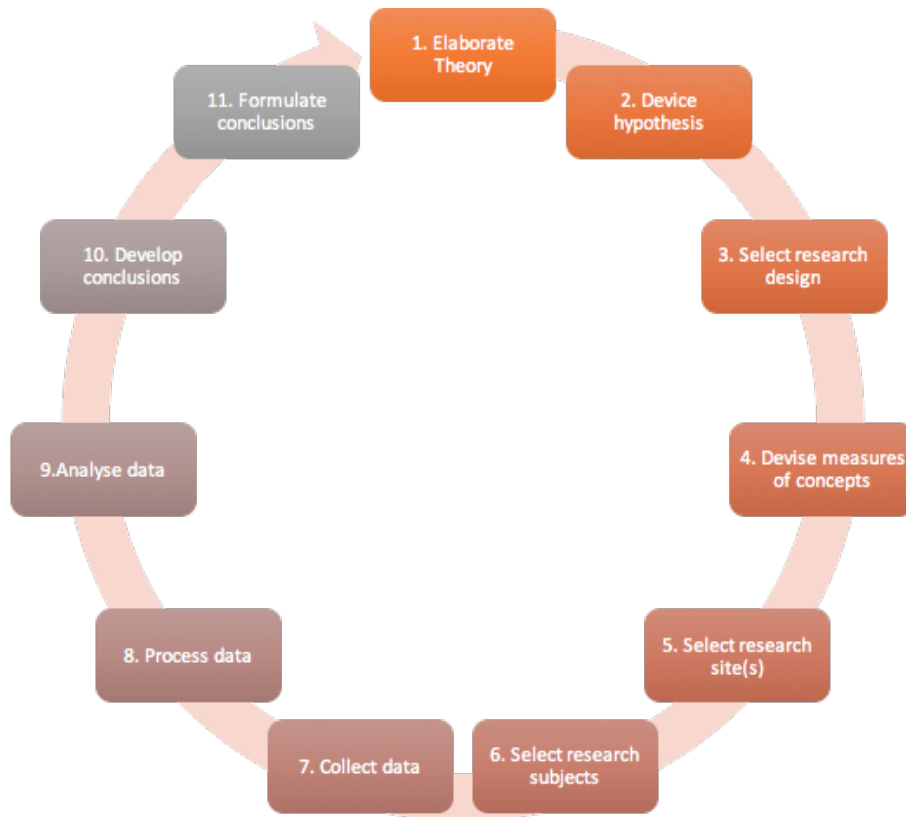 1. Elaborate
Theory
2. Device
hypothesis
3. Select research
design
4. Devise measures
of concepts
5. Select research
site(s)
6. Select research
subjects
7. Collect data
8. Process data
9.Analyse data
10. Develop
conclusions
11. Formulate
conclusions